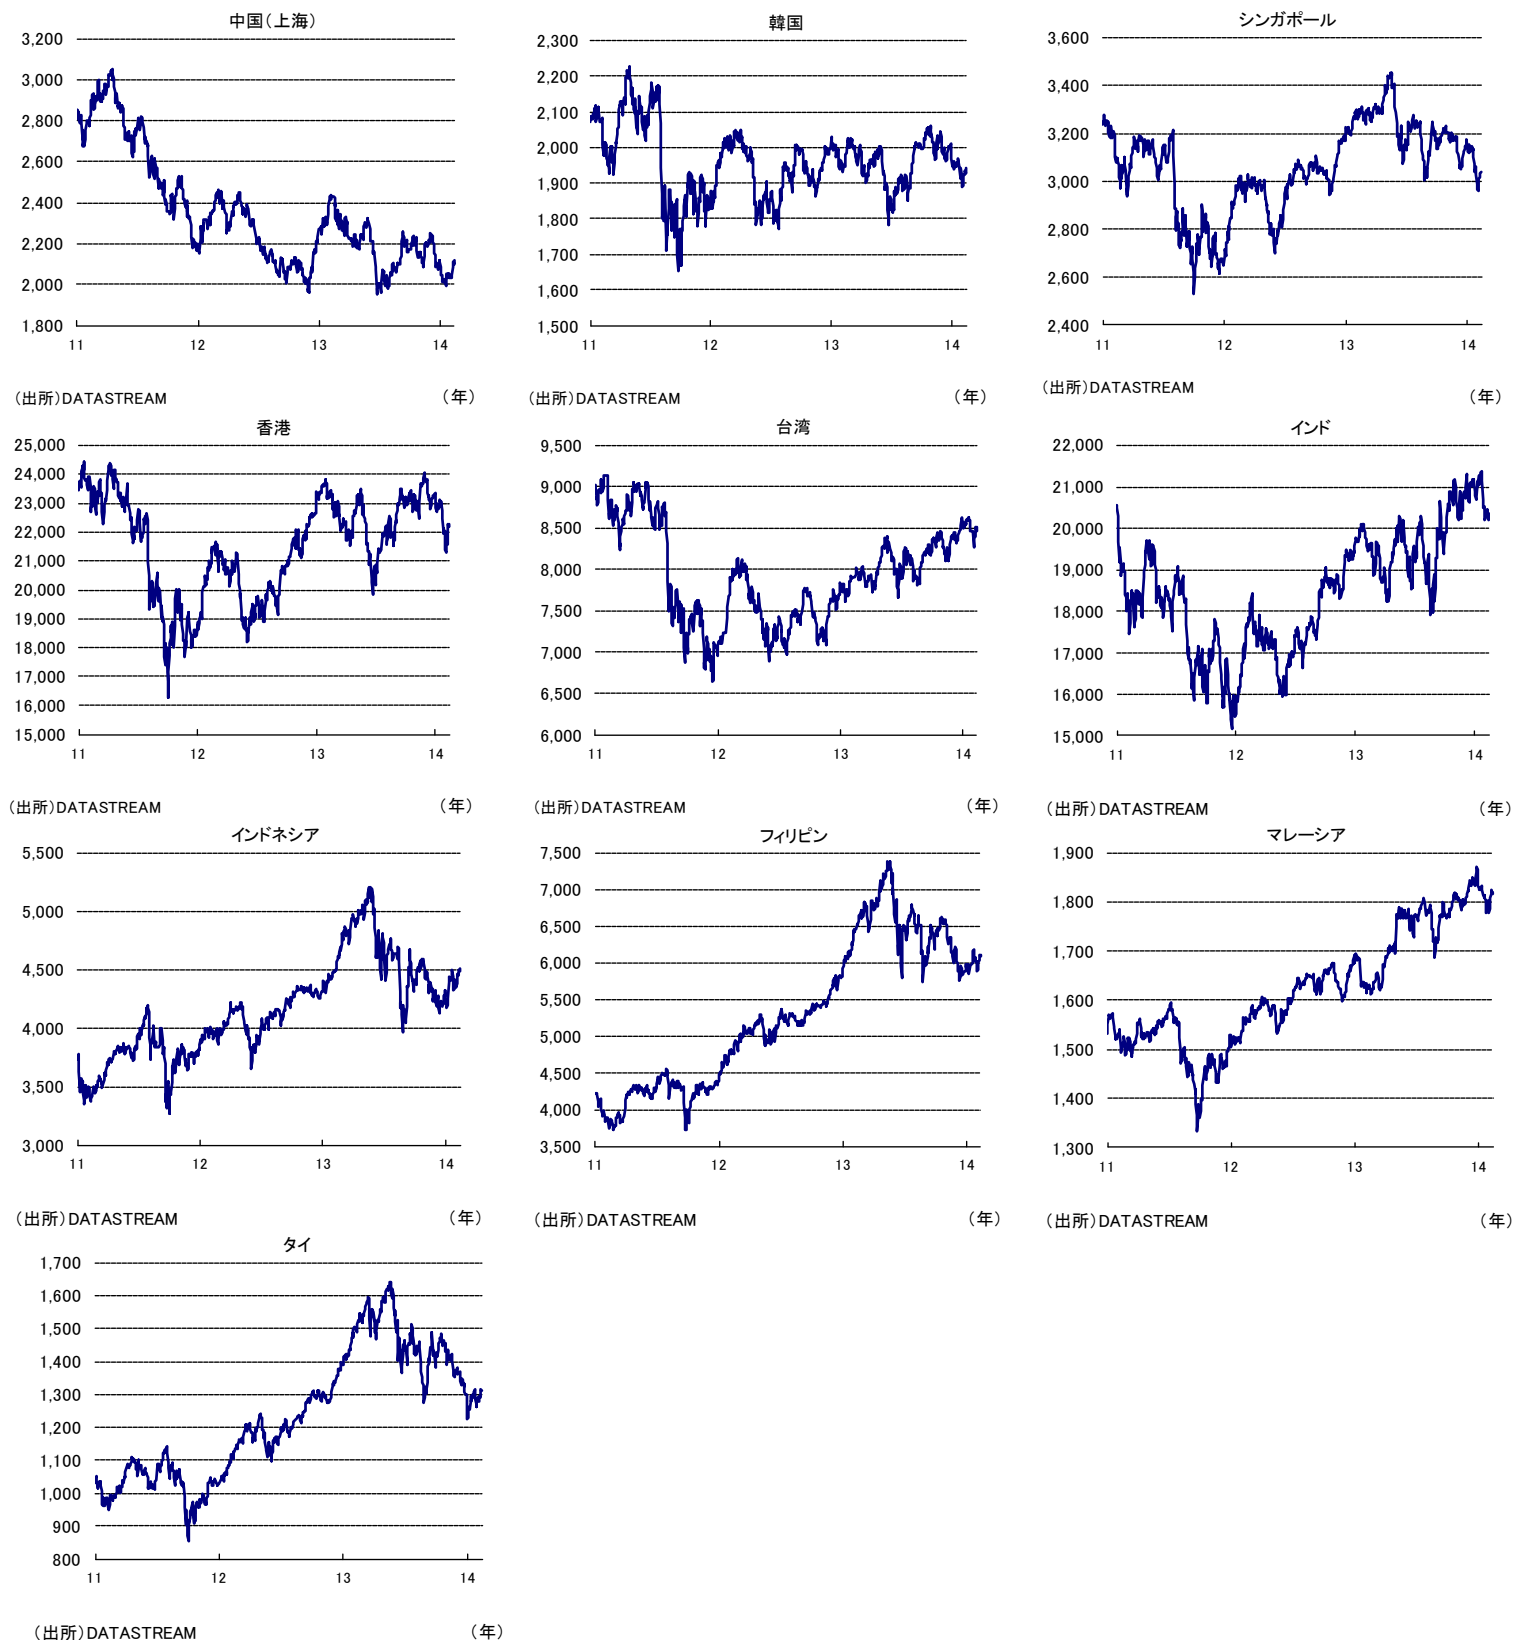 中国（上海）
3,200
3,000
2,800
2,600
2,400
2,200
2,000
1,800
11 12 13 14
（出所）DATASTREAM （年）
韓国
2,300
2,200
2,100
2,000
1,900
1,800
1,700
1,600
1,500
11 12 13 14
（出所）DATASTREAM （年）
シンガポール
3,600
3,400
3,200
3,000
2,800
2,600
2,400
11 12 13 14
（出所）DATASTREAM （年）
香港
25,000
24,000
23,000
22,000
21,000
20,000
19,000
18,000
17,000
16,000
15,000
11 12 13 14
（出所）DATASTREAM （年）
台湾
9,500
9,000
8,500
8,000
7,500
7,000
6,500
6,000
11 12 13 14
（出所）DATASTREAM （年）
インド
22,000
21,000
20,000
19,000
18,000
17,000
16,000
15,000
11 12 13 14
（出所）DATASTREAM （年）
インドネシア
5,500
5,000
4,500
4,000
3,500
3,000
11 12 13 14
（出所）DATASTREAM （年）
フィリピン
7,500
7,000
6,500
6,000
5,500
5,000
4,500
4,000
3,500
11 12 13 14
（出所）DATASTREAM （年）
マレーシア
1,900
1,800
1,700
1,600
1,500
1,400
1,300
11 12 13 14
（出所）DATASTREAM （年）
タイ
1,700
1,600
1,500
1,400
1,300
1,200
1,100
1,000
900
800
11 12 13 14
（出所）DATASTREAM （年）